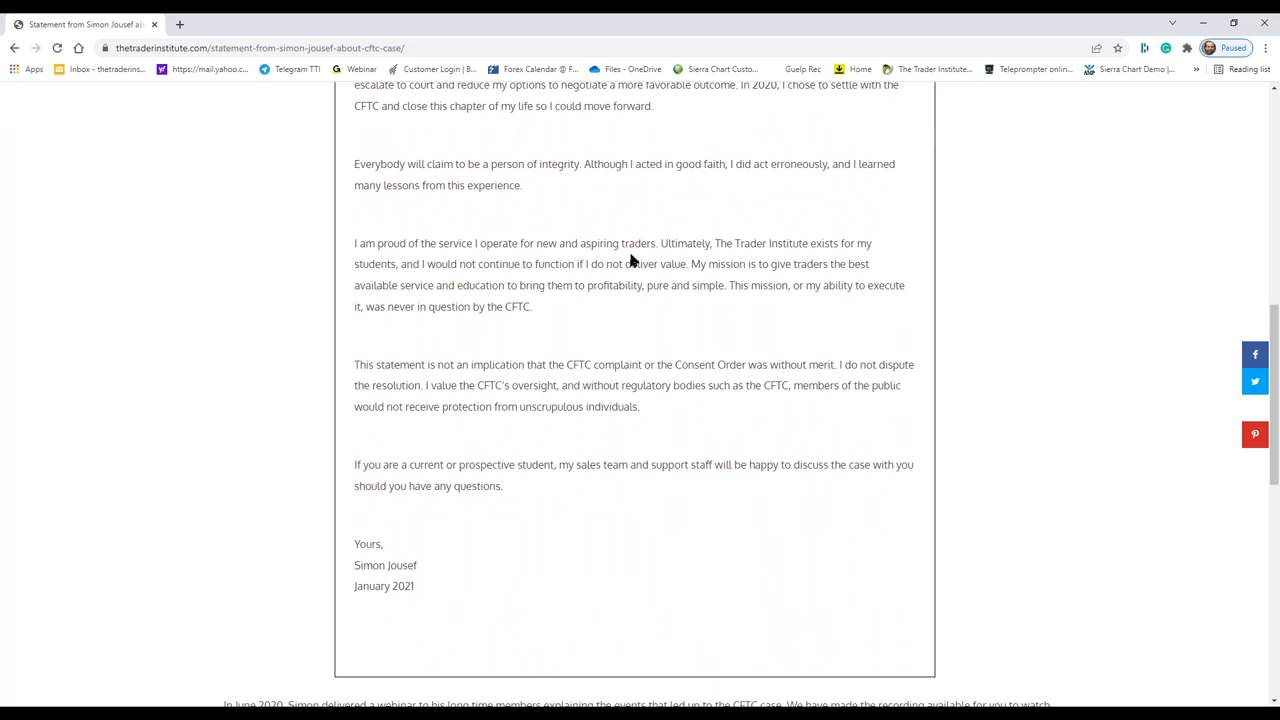 Statement from Simon Jousef ab
thetraderinstitute.com/statement-from-simon-jousef-about-cftc-case/
Paused
Apps
Inbox - thetraderins...
https://mail.yahoo.c...
Telegram TTI
Webinar
Customer Login | B...
Forex Calendar @ F...
Files - OneDrive
Sierra Chart Custo...
Guelp Rec
Home
The Trader Institute...
Teleprompter onlin...
Sierra Chart Demo |...
»
Reading list
escalate to court and reduce my options to negotiate a more favorable outcome. In 2020, I chose to settle with the
CFTC and close this chapter of my life so I could move forward.
Everybody will claim to be a person of integrity. Although I acted in good faith, I did act erroneously, and I learned
many lessons from this experience.
I am proud of the service I operate for new and aspiring traders. Ultimately, The Trader Institute exists for my
students, and I would not continue to function if I do not deliver value. My mission is to give traders the best
available service and education to bring them to profitability, pure and simple. This mission, or my ability to execute
it, was never in question by the CFTC.
This statement is not an implication that the CFTC complaint or the Consent Order was without merit. I do not dispute
the resolution. I value the CFTC's oversight, and without regulatory bodies such as the CFTC, members of the public
would not receive protection from unscrupulous individuals.
If you are a current or prospective student, my sales team and support staff will be happy to discuss the case with you
should you have any questions.
Yours,
Simon Jousef
January 2021
In June 2020, Simon delivered a webinar to his long time members explaining the events that led up to the CFTC case. We have made the recording available for you to watch